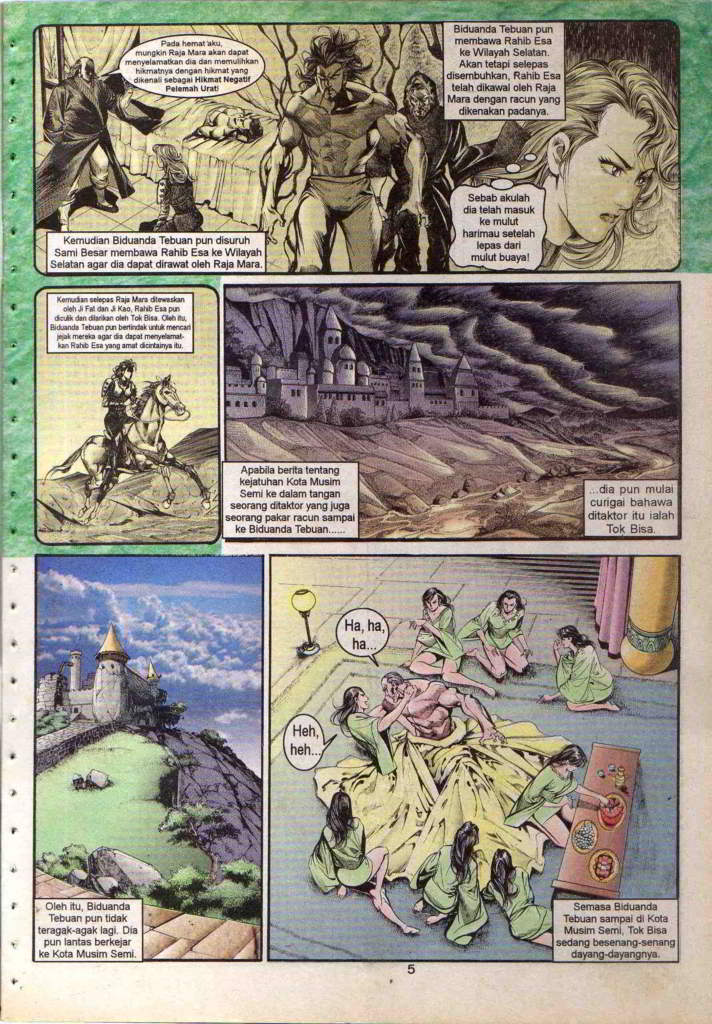 Pada hemat aku,
mungkin Raja Mara akan dapat
menyelamatkan dia dan memulihkan
hikmatnya dengan hikmat yang
dikenali sebagai Hikmat Negatif
Pelemah Urat!
Kemudian Biduanda Tebuan pun disuruh
Sami Besar membawa Rahib Esa ke Wilayah
Selatan agar dia dapat dirawat oleh Raja Mara.
Biduanda Tebuan pun
membawa Rahib Esa
ke Wilayah Selatan.
Akan tetapi selepas
disembuhkan, Rahib Esa
telah dikawal oleh Raja
Mara dengan racun yang
dikenakan padanya.
Sebab akulah
dia telah masuk
ke mulut
harimau setelah
lepas dari
mulut buaya!
Kemudian selepas Raja Mara ditewaskan
oleh Ji Fat dan Ji Kao, Rahib Esa pun
diculik dan dilarikan oleh Tok Bisa. Oleh itu,
Biduanda Tebuan pun bertindak untuk mencari
jejak mereka agar dia dapat menyelamat-
kan Rahib Esa yang amat dicintainya itu.
Apabila berita tentang
kejatuhan Kota Musim
Semi ke dalam tangan
seorang ditaktor yang juga
seorang pakar racun sampai
ke Biduanda Tebuan......
...dia pun mulai
curigai bahawa
ditaktor itu ialah
Tok Bisa.
Oleh itu, Biduanda
Tebuan pun tidak
teragak-agak lagi. Dia
pun lantas berkejar
ke Kota Musim Semi.
Ha, ha,
ha...
Heh,
heh...
Semasa Biduanda
Tebuan sampai di Kota
Musim Semi, Tok Bisa
sedang besenang-senang
dayang-dayangnya.
5